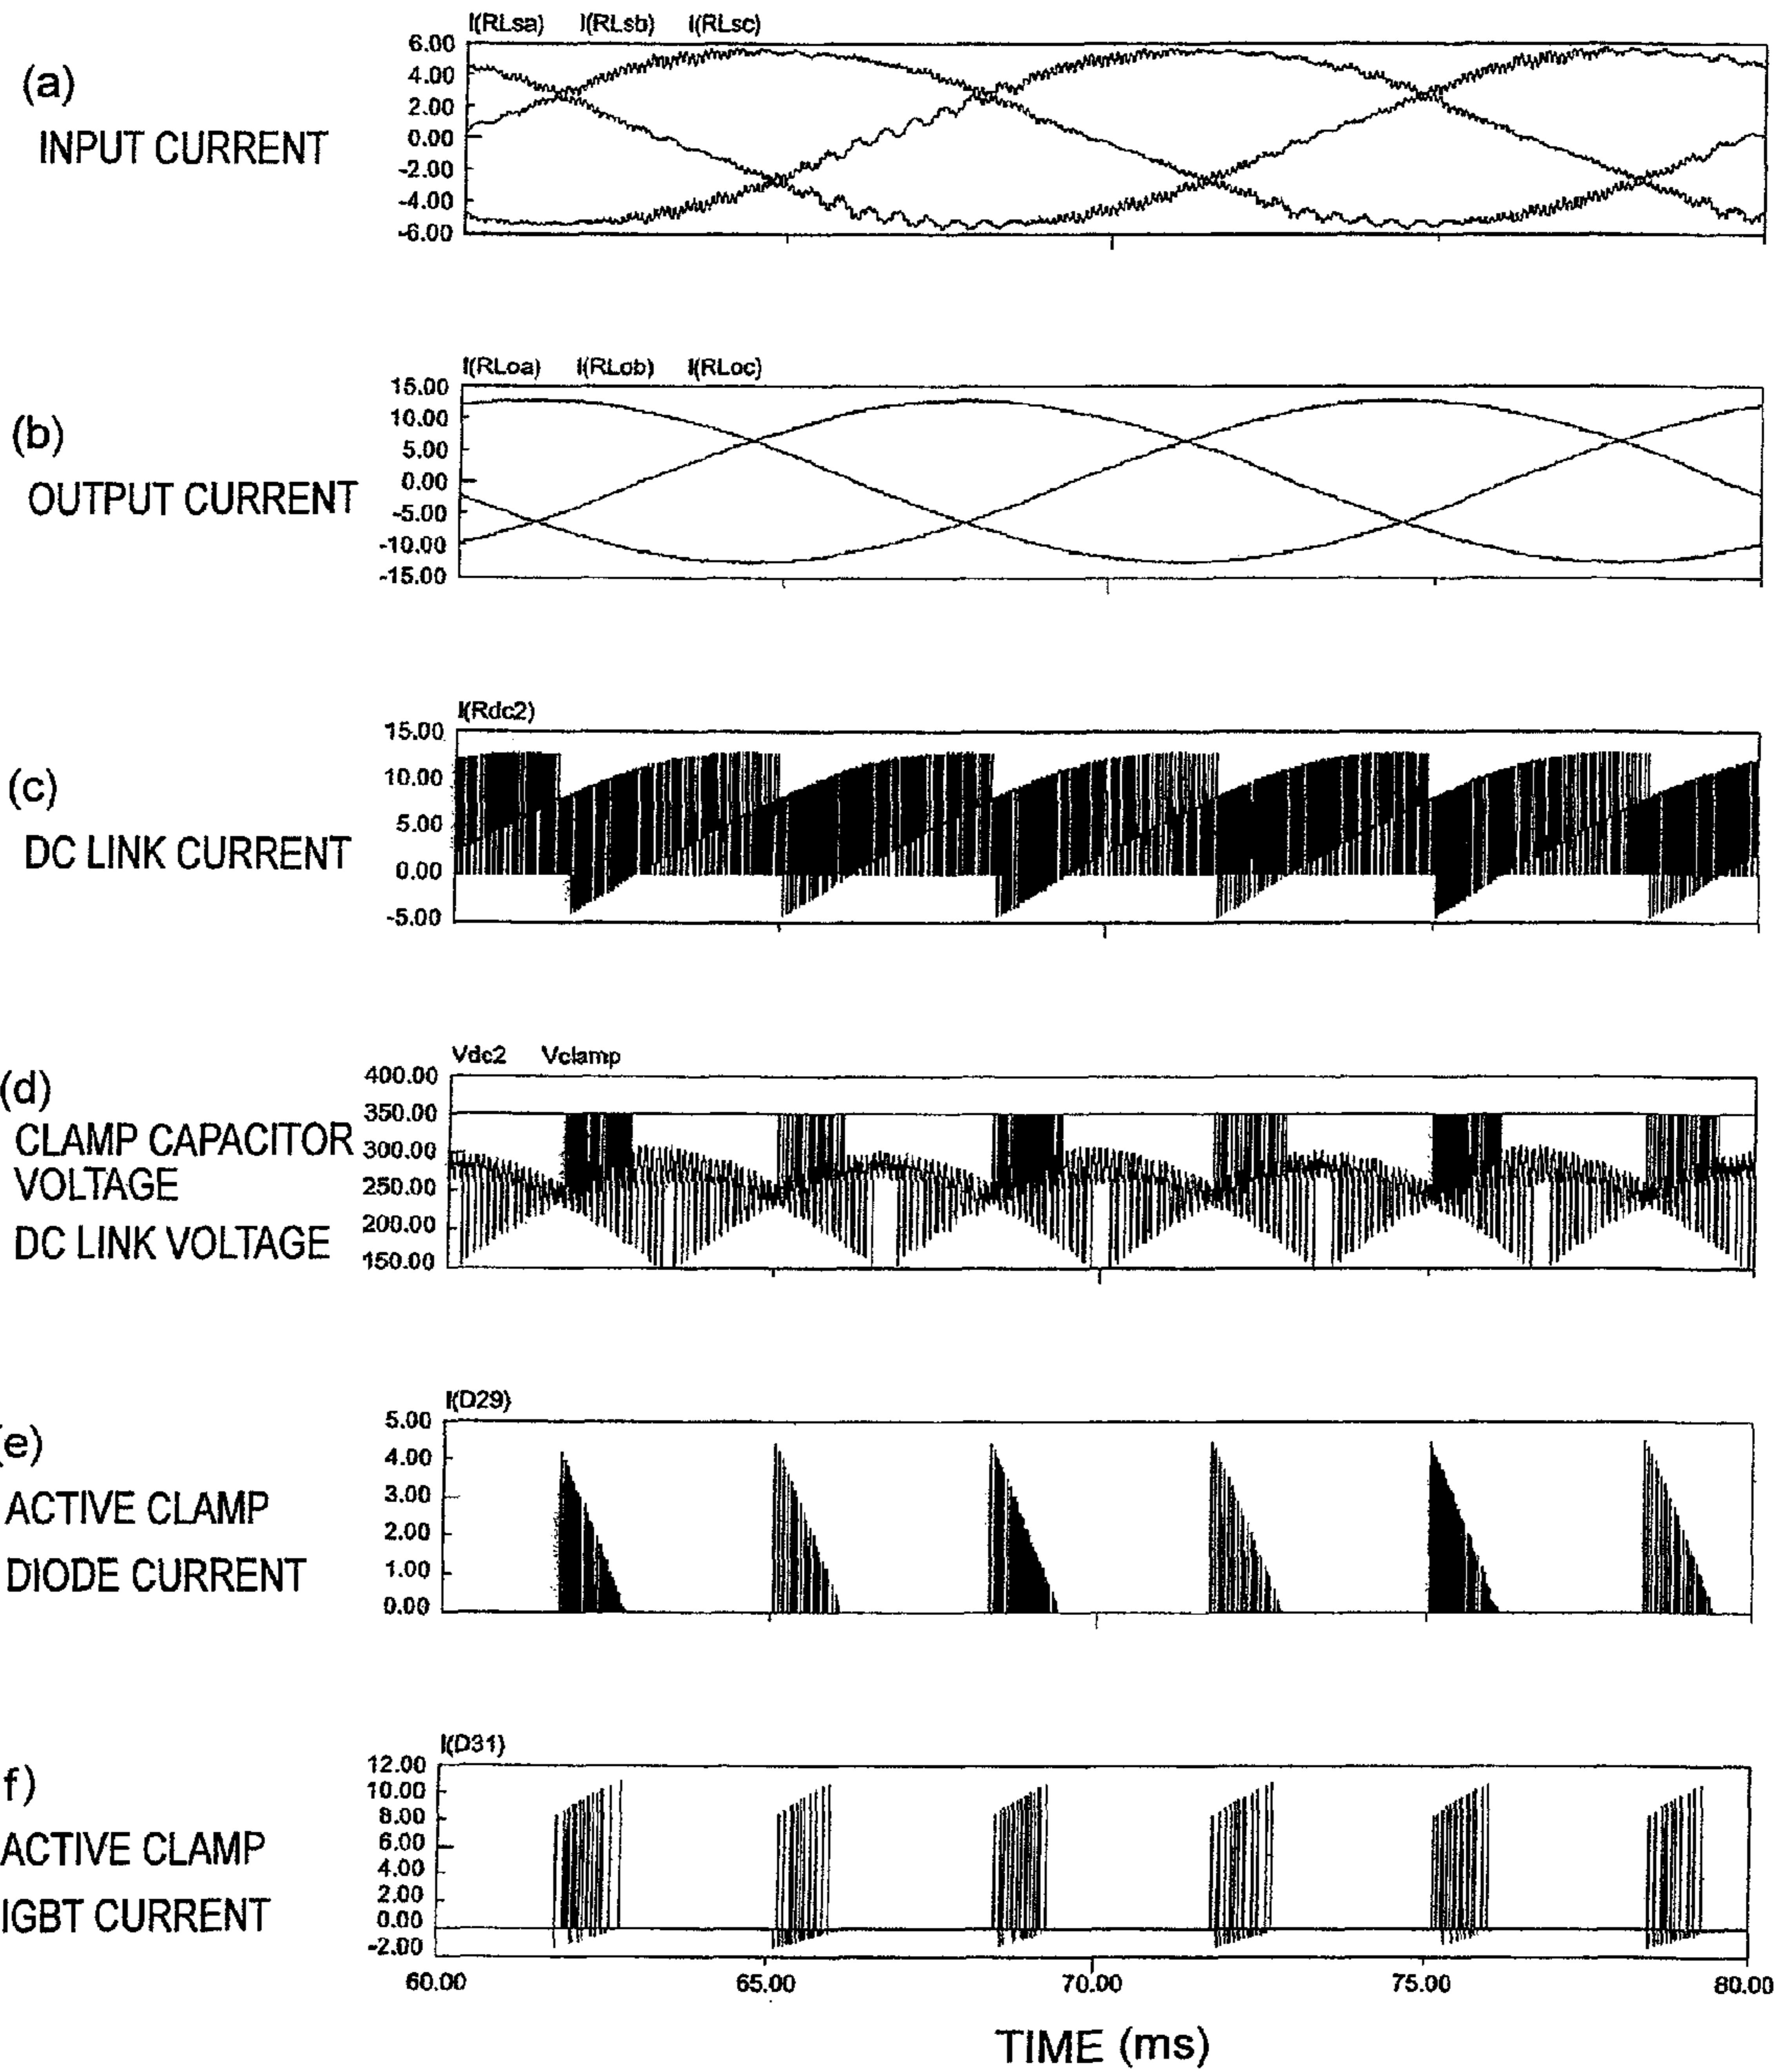 I(RLsa) I(RLsb) I(RLsc)
(a)
INPUT CURRENT
6.00
4.00
2.00
0.00
-2.00
-4.00
-6.00
I(RLoa) I(RLob) I(RLoc)
(b)
OUTPUT CURRENT
15.00
10.00
5.00
0.00
-5.00
-10.00
-15.00
I(Rdc2)
(c)
DC LINK CURRENT
15.00
10.00
5.00
0.00
-5.00
Vdc2 Vclamp
(d)
CLAMP CAPACITOR
VOLTAGE
DC LINK VOLTAGE
400.00
350.00
300.00
250.00
200.00
150.00
I(D29)
e)
ACTIVE CLAMP
DIODE CURRENT
5.00
4.00
3.00
2.00
1.00
0.00
I(D31)
f)
ACTIVE CLAMP
IGBT CURRENT
12.00
10.00
8.00
6.00
4.00
2.00
0.00
-2.00
60.00 65.00 70.00 75.00 80.00
TIME (ms)